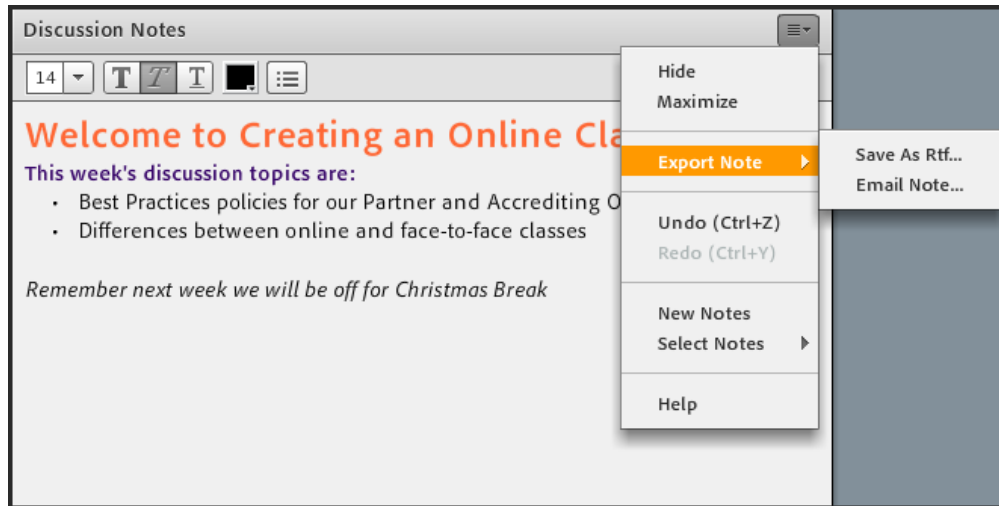 Discussion Notes
14 T T T
Welcome to Creating an Online
This week's discussion topics are:
· Best Practices policies for our Partner and Accrediting
· Differences between online and face-to-face classes
Remember next week we will be off for Christmas Break
Hide
Maximize
Export Note
Save As Rtf...
Email Note...
Undo (Ctrl+Z)
Redo (Ctrl+Y)
New Notes
Select Notes
Help